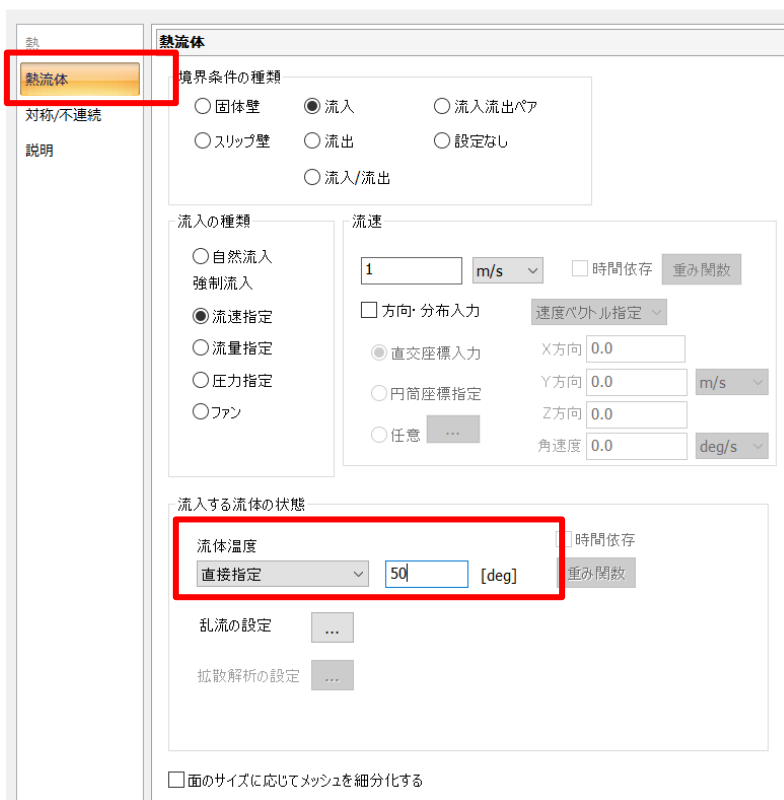 熱
熱流体
対称/不連続
説明
熱流体
境界条件の種類
固体壁 流入 流入流出ペア
スリップ壁 流出 設定なし
流入/流出
流入の種類
自然流入
強制流入
流速指定
流量指定
圧力指定
ファン
流速
1 m/s 時間依存 重み関数
方向・分布入力 速度ベクトル指定
直交座標入力 X方向 0.0
円筒座標指定 Y方向 0.0 m/s
任意 ... Z方向 0.0
角速度 0.0 deg/s
流入する流体の状態
流体温度 時間依存
直接指定 50 [deg] 重み関数
乱流の設定 ...
拡散解析の設定 ...
面のサイズに応じてメッシュを細分化する